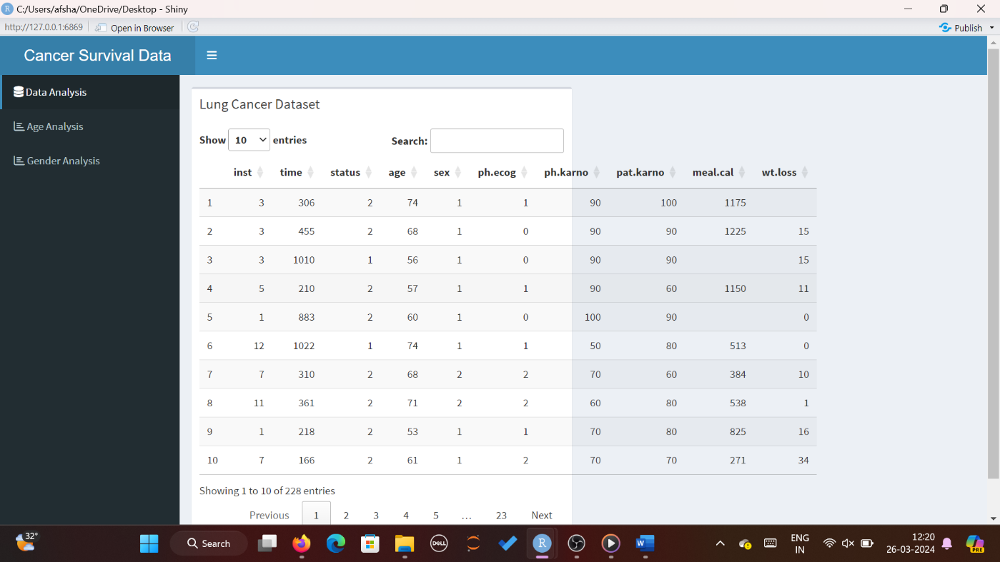 C:/Users/afsha/OneDrive/Desktop - Shiny
http://127.0.0.1:6869 Open in Browser Publish
Cancer Survival Data
Data Analysis
Age Analysis
Gender Analysis
Lung Cancer Dataset
Show 10 entries Search:
inst time status age sex ph.ecog ph.karno pat.karno meal.cal wt.loss
1 3 306 2 74 1 1 90 100 1175
2 3 455 2 68 1 0 90 90 1225 15
3 3 1010 1 56 1 0 90 90 15
4 5 210 2 57 1 1 90 60 1150 11
5 1 883 2 60 1 0 100 90 0
6 12 1022 1 74 1 1 50 80 513 0
7 7 310 2 68 2 2 70 60 384 10
8 11 361 2 71 2 2 60 80 538 1
9 1 218 2 53 1 1 70 80 825 16
10 7 166 2 61 1 2 70 70 271 34
Showing 1 to 10 of 228 entries
Previous 1 2 3 4 5 … 23 Next
32° Search DELL R W ENG 12:20 PRE
IN 26-03-2024